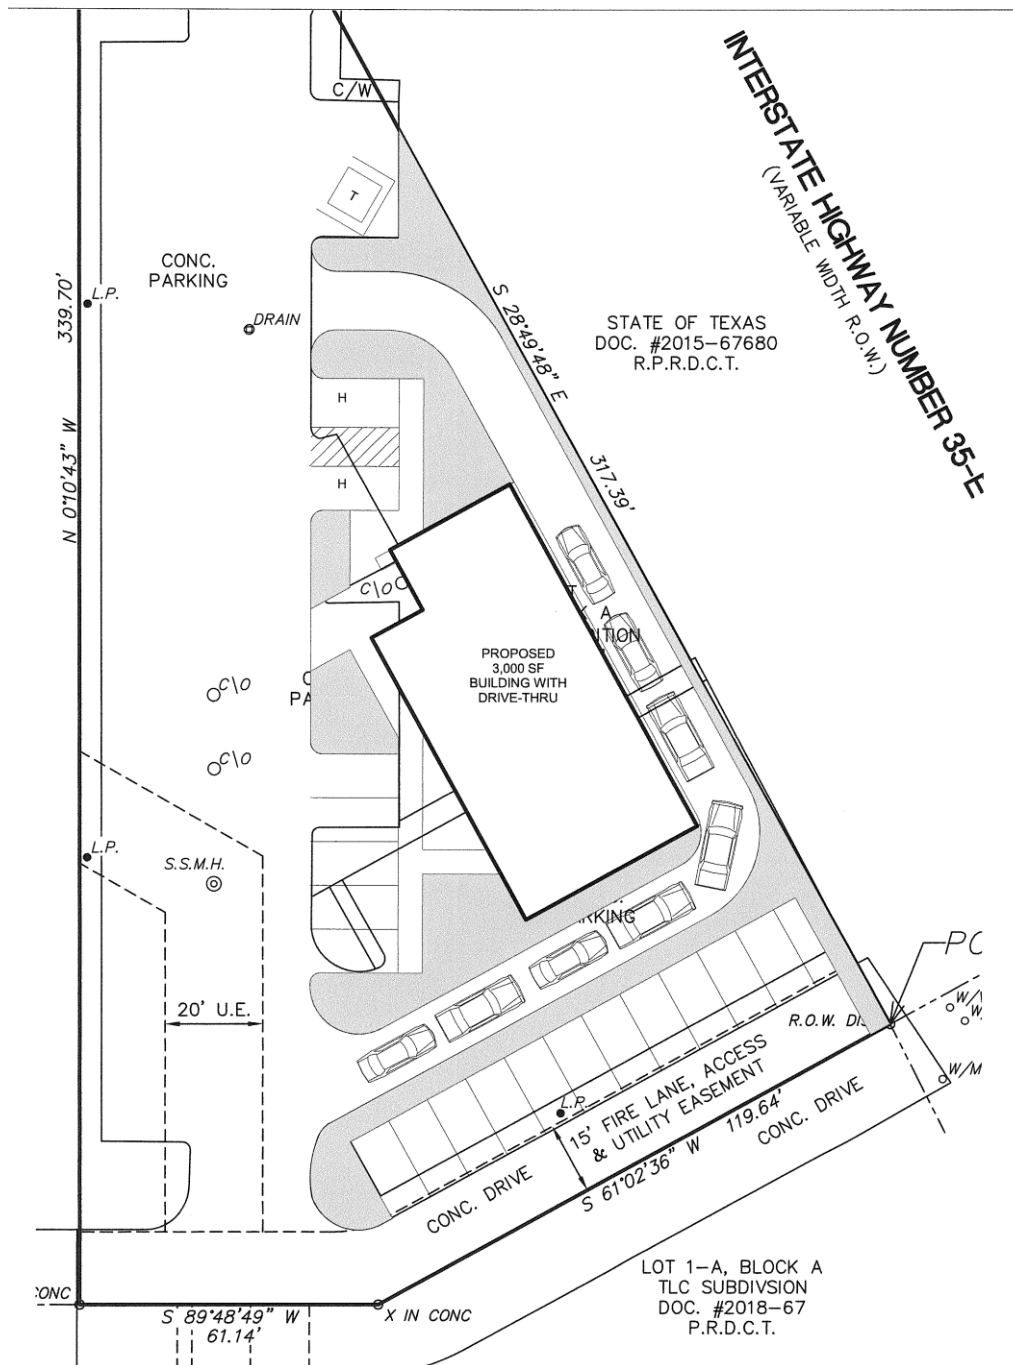 INTERSTATE HIGHWAY NUMBER 35-E
(VARIABLE WIDTH R.O.W.)
C/W
T
CONC.
PARKING
L.P.
DRAIN
339.70'
N 0°10'43" W
S 28°49'48" E
317.39'
STATE OF TEXAS
DOC. #2015-67680
R.P.R.D.C.T.
H
H
C\O
A
PROPOSED
3,000 SF
BUILDING WITH
DRIVE-THRU
C\O
C\O
L.P.
S.S.M.H.
20' U.E.
R.O.W.
L.P.
15' FIRE LANE, ACCESS
& UTILITY EASEMENT
CONC. DRIVE
S 61°02'36" W 119.64'
CONC. DRIVE
S 89°48'49" W
61.14'
X IN CONC
LOT 1-A, BLOCK A
TLC SUBDIVSION
DOC. #2018-67
P.R.D.C.T.